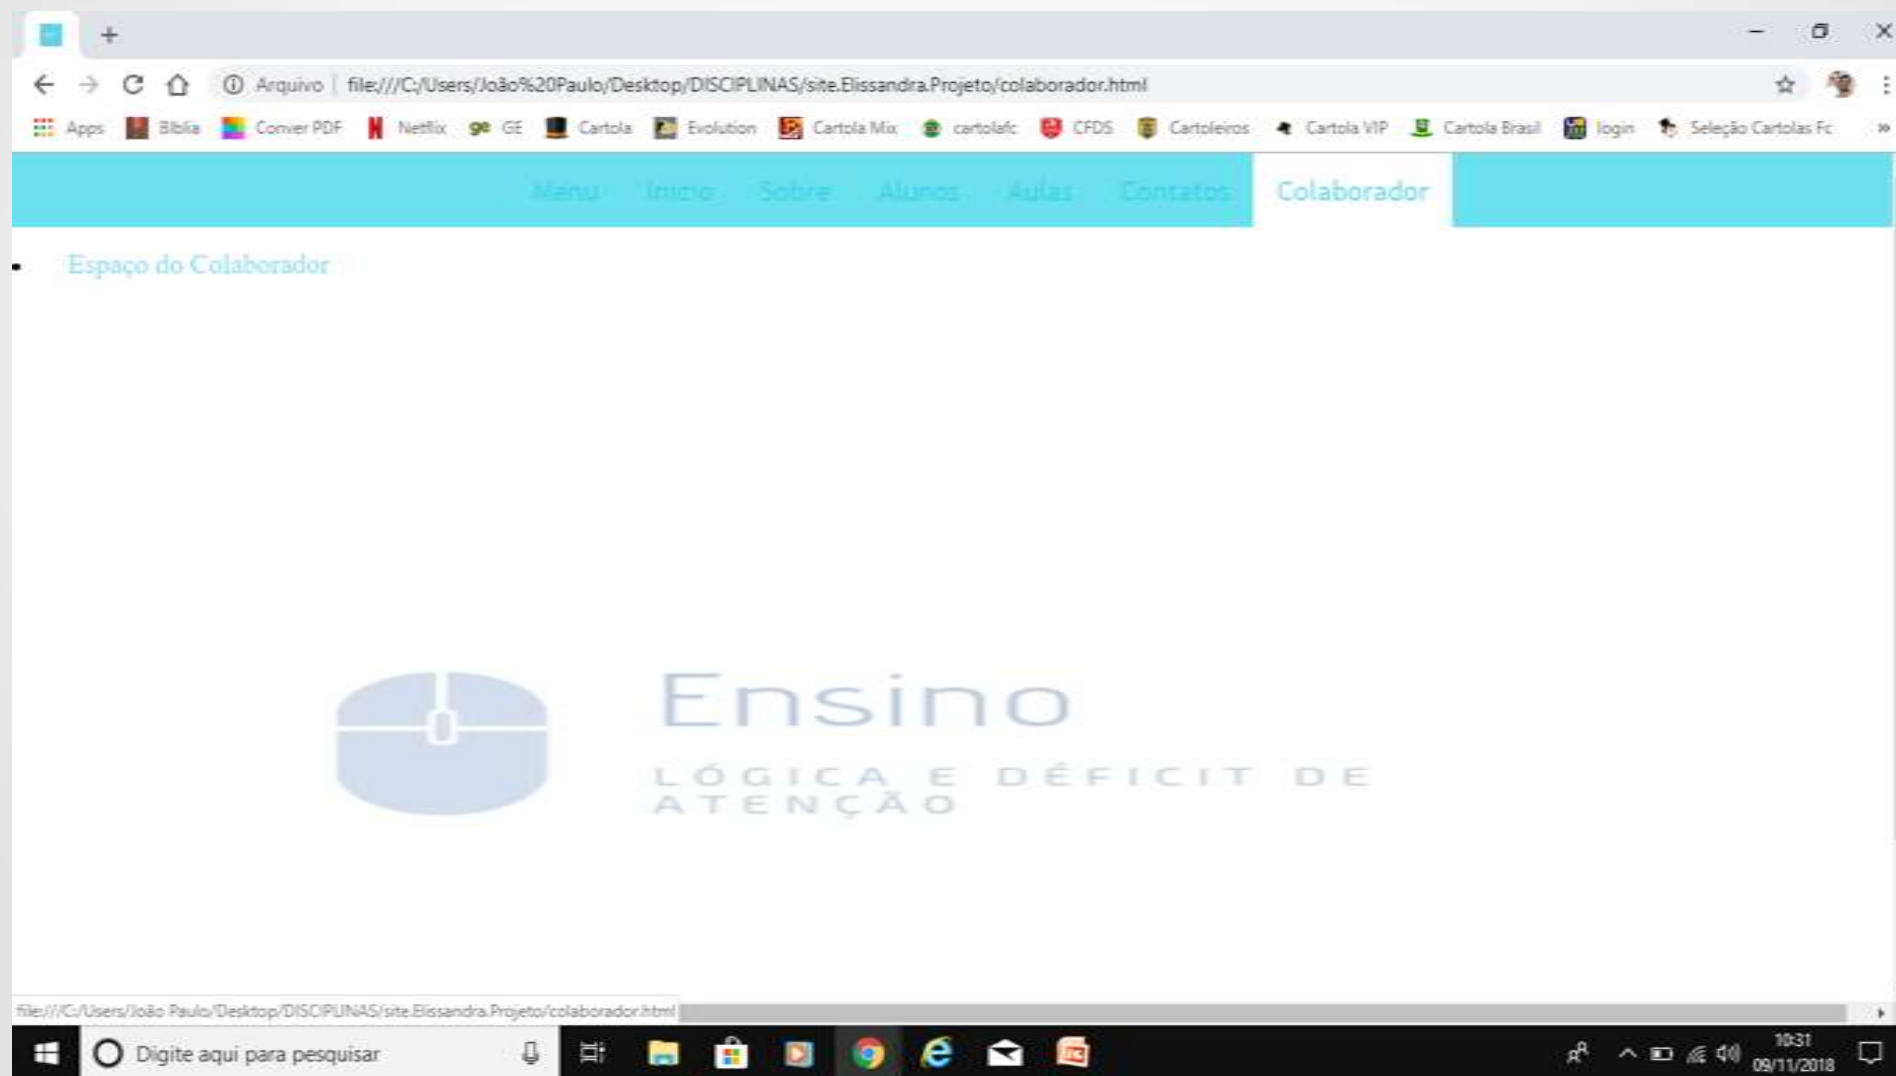 Arquivo | file:///C:/Users/João%20Paulo/Desktop/DISCIPLINAS/site.Elissandra.Projeto/colaborador.html
Apps Bíblia Conver PDF Netflix ge GE Cartola Evolution Cartola Mix cartolafc CFDS Cartoleiros Cartola VIP Cartola Brasil login Seleção Cartolas Fc »
Menu Inicio Sobre Alunos Aulas Contatos Colaborador
• Espaço do Colaborador
Ensino
LÓGICA E DÉFICIT DE
ATENÇÃO
file:///C:/Users/João Paulo/Desktop/DISCIPLINAS/site.Elissandra.Projeto/colaborador.html
Digite aqui para pesquisar
10:31
09/11/2018